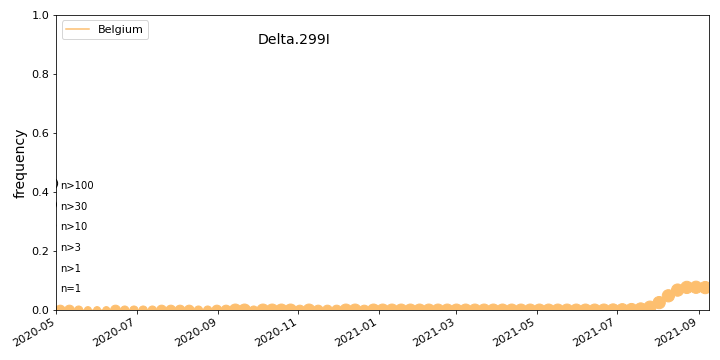 Belgium
Delta.299I
frequency
1.0
0.8
0.6
0.4
0.2
0.0
n>100
n>30
n>10
n>3
n>1
n=1
2020-05
2020-07
2020-09
2020-11
2021-01
2021-03
2021-05
2021-07
2021-09